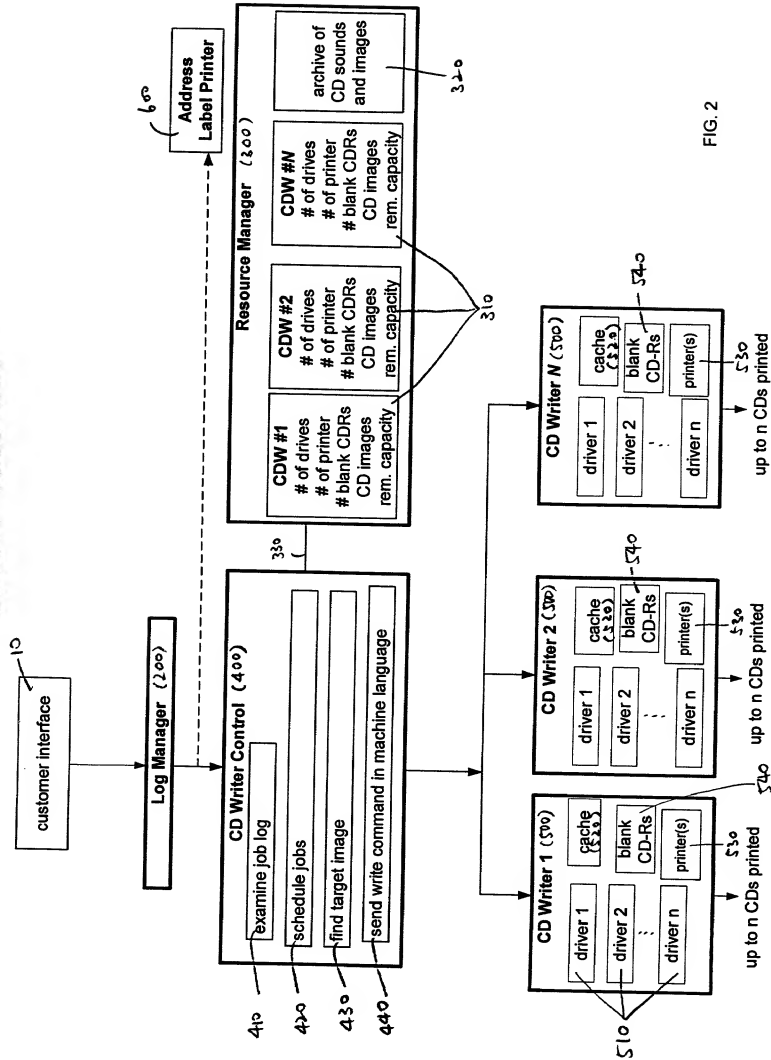 10
customer interface
Log Manager (200)
600
Address
Label Printer
CD Writer Control (400)
410
examine job log
420
schedule jobs
430
find target image
440
send write command in machine language
330
Resource Manager (300)
CDW #1
# of drives
# of printer
# blank CDRs
CD images
rem. capacity
CDW #2
# of drives
# of printer
# blank CDRs
CD images
rem. capacity
CDW #N
# of drives
# of printer
# blank CDRs
CD images
rem. capacity
archive of
CD sounds
and images
310
320
CD Writer 1 (500)
driver 1
driver 2
driver n
cache
(520)
blank
CD-Rs
printer(s)
510
530
540
up to n CDs printed
CD Writer 2 (500)
driver 1
driver 2
driver n
cache
(520)
blank
CD-Rs
printer(s)
540
530
up to n CDs printed
CD Writer N (500)
driver 1
driver 2
driver n
cache
(520)
blank
CD-Rs
printer(s)
540
530
up to n CDs printed
FIG. 2